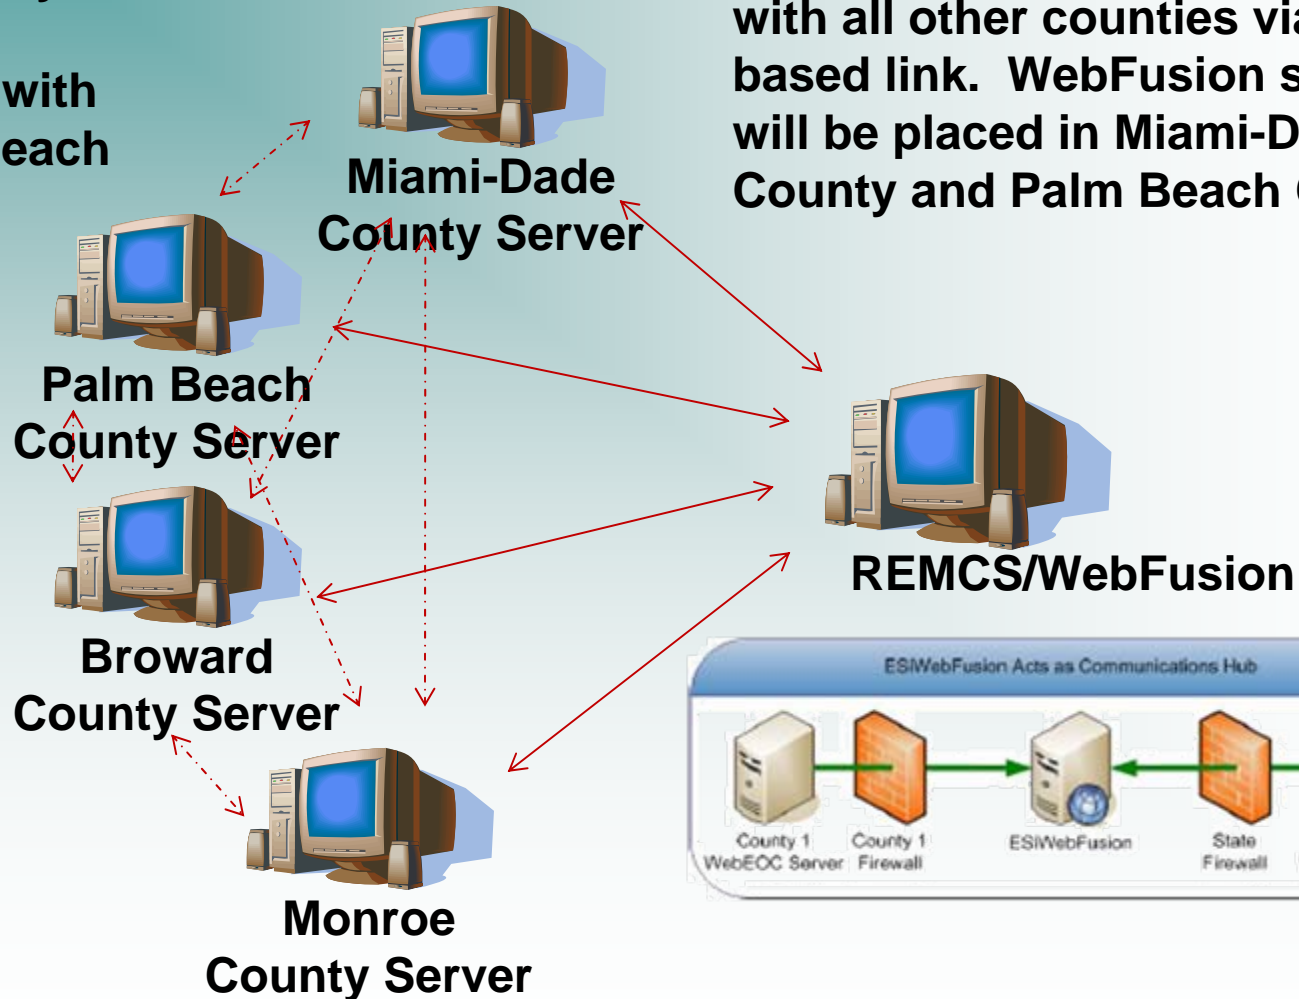 with
each
with all other counties via
based link. WebFusion s
will be placed in Miami-D
County and Palm Beach
Miami-Dade
County Server
Palm Beach
County Server
Broward
County Server
Monroe
County Server
REMCS/WebFusion
ESIWebFusion Acts as Communications Hub
County 1
WebEOC Server
County 1
Firewall
ESIWebFusion
State
Firewall